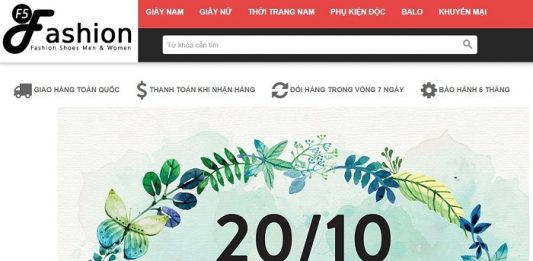 F5
Fashion
Fashion Shoes Men & Women
GIÀY NAM GIÀY NỮ THỜI TRANG NAM PHỤ KIỆN ĐỘC BALO KHUYẾN MẠI
Từ khóa cần tìm
GIAO HÀNG TOÀN QUỐC THANH TOÁN KHI NHẬN HÀNG ĐỔI HÀNG TRONG VÒNG 7 NGÀY BẢO HÀNH 6 THÁNG
20/10